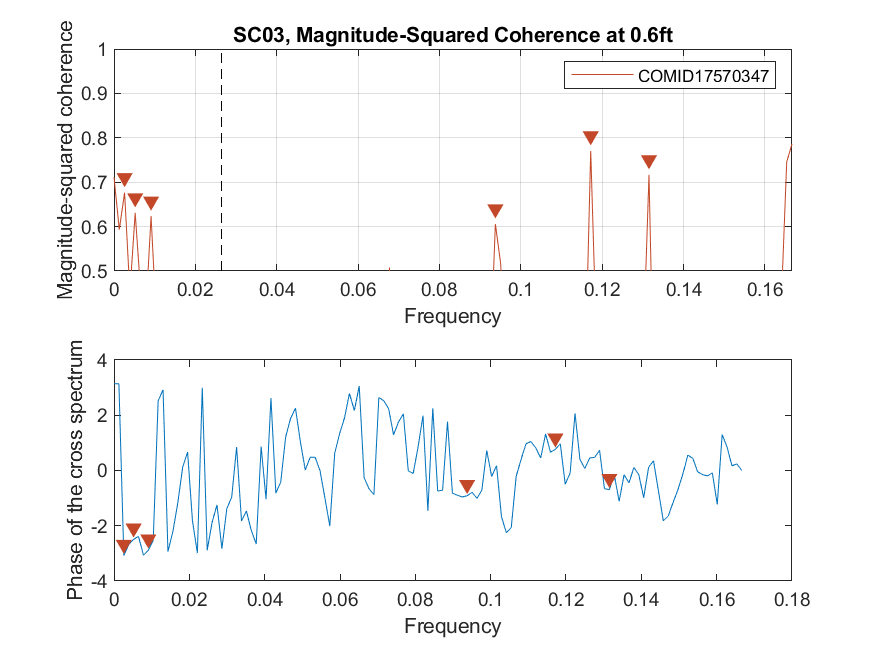 SC03, Magnitude-Squared Coherence at 0.6ft
Magnitude-squared coherence
1
0.9
0.8
0.7
0.6
0.5
COMID17570347
0 0.02 0.04 0.06 0.08 0.1 0.12 0.14 0.16
Frequency
Phase of the cross spectrum
4
2
0
-2
-4
0 0.02 0.04 0.06 0.08 0.1 0.12 0.14 0.16 0.18
Frequency